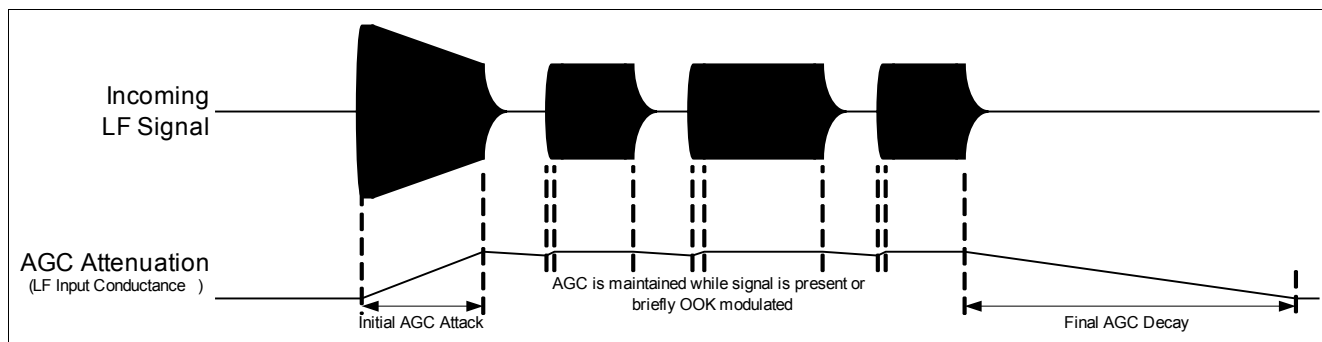 Incoming
LF Signal
AGC Attenuation
(LF Input Conductance )
AGC is maintained while signal is present or
briefly OOK modulated
Initial AGC Attack
Final AGC Decay